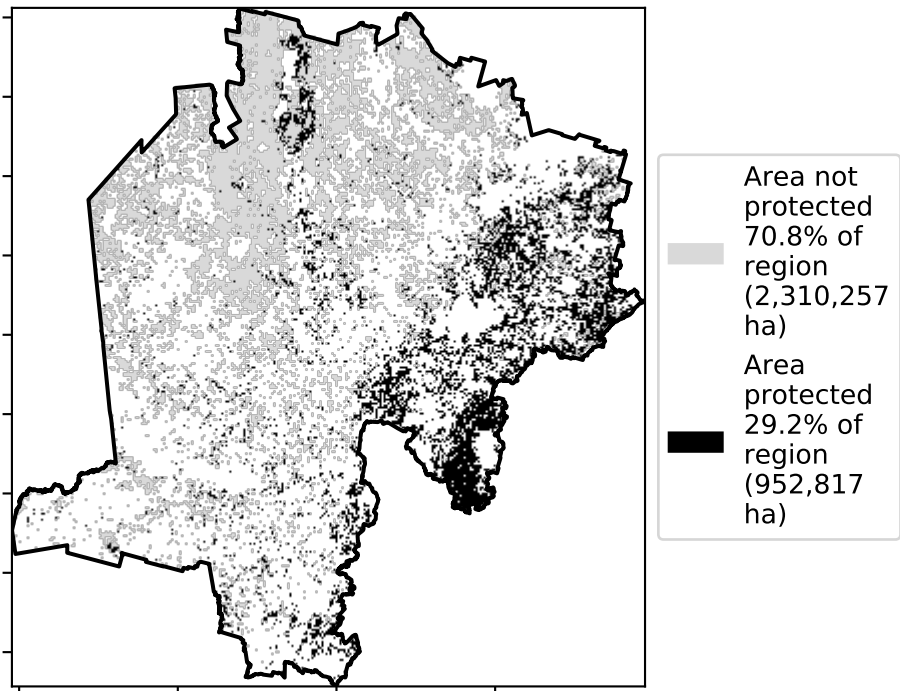 Area not
protected
70.8% of
region
(2,310,257
ha)
Area
protected
29.2% of
region
(952,817
ha)